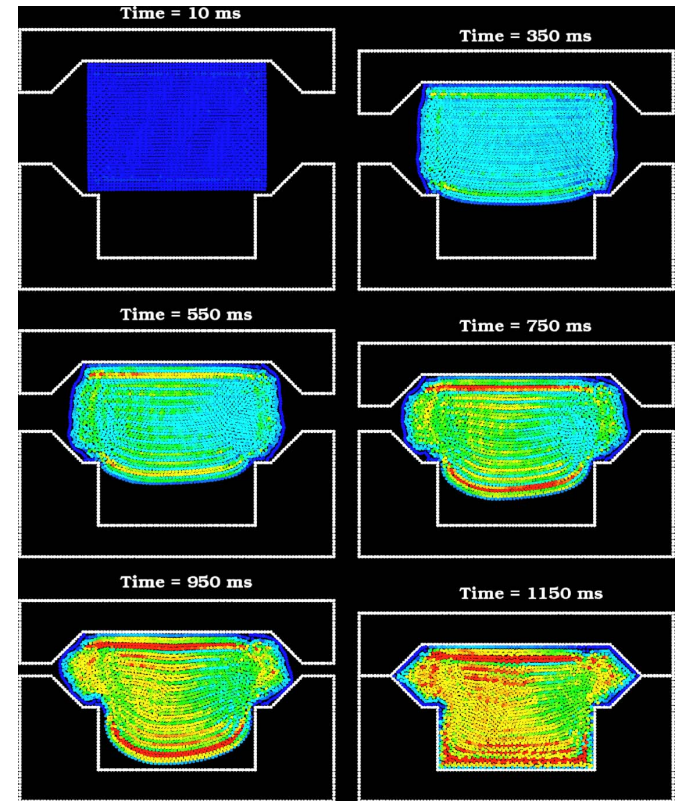 Time = 10 ms
Time = 350 ms
Time = 550 ms
Time = 750 ms
Time = 950 ms
Time = 1150 ms